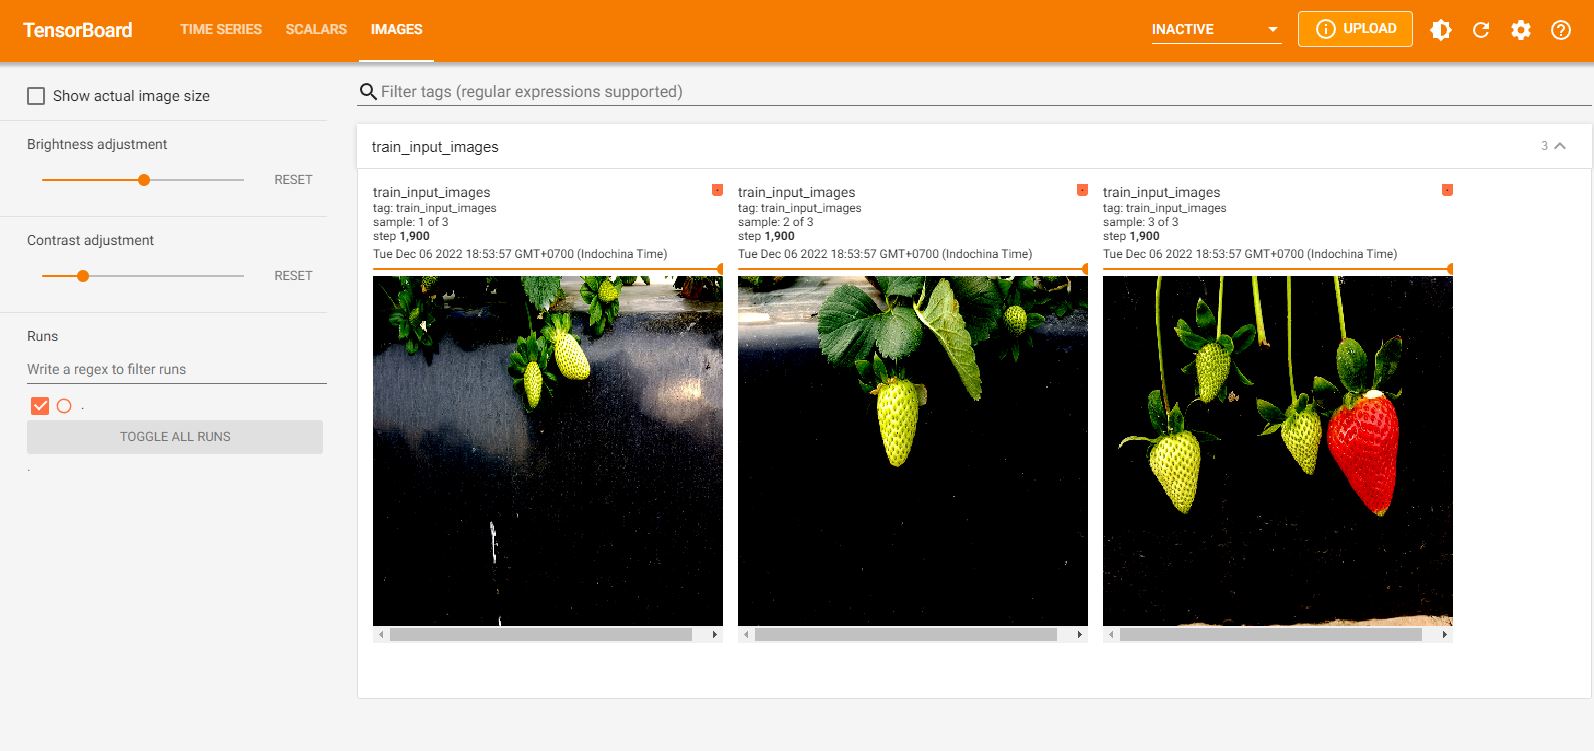 TensorBoard TIME SERIES SCALARS IMAGES INACTIVE UPLOAD
Show actual image size
Filter tags (regular expressions supported)
Brightness adjustment
RESET
Contrast adjustment
RESET
Runs
Write a regex to filter runs
.
TOGGLE ALL RUNS
.
train_input_images 3
train_input_images
tag: train_input_images
sample: 1 of 3
step 1,900
Tue Dec 06 2022 18:53:57 GMT+0700 (Indochina Time)
train_input_images
tag: train_input_images
sample: 2 of 3
step 1,900
Tue Dec 06 2022 18:53:57 GMT+0700 (Indochina Time)
train_input_images
tag: train_input_images
sample: 3 of 3
step 1,900
Tue Dec 06 2022 18:53:57 GMT+0700 (Indochina Time)